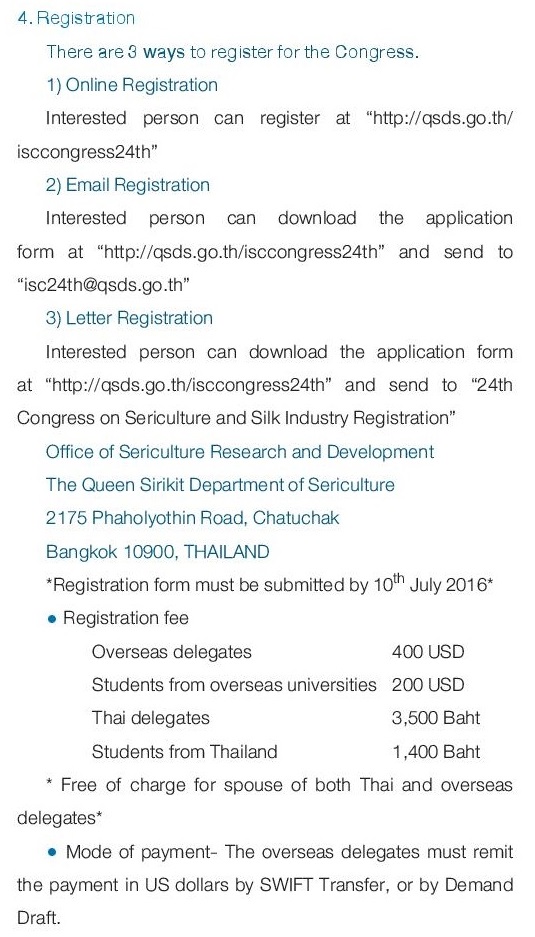 4. Registration
There are 3 ways to register for the Congress.
1) Online Registration
Interested person can register at “http://qsds.go.th/
isccongress24th”
2) Email Registration
Interested person can download the application
form at “http://qsds.go.th/isccongress24th” and send to
“isc24th@qsds.go.th”
3) Letter Registration
Interested person can download the application form
at “http://qsds.go.th/isccongress24th” and send to “24th
Congress on Sericulture and Silk Industry Registration”
Office of Sericulture Research and Development
The Queen Sirikit Department of Sericulture
2175 Phaholyothin Road, Chatuchak
Bangkok 10900, THAILAND
*Registration form must be submitted by 10th July 2016*
• Registration fee
Overseas delegates 400 USD
Students from overseas universities 200 USD
Thai delegates 3,500 Baht
Students from Thailand 1,400 Baht
* Free of charge for spouse of both Thai and overseas
delegates*
• Mode of payment- The overseas delegates must remit
the payment in US dollars by SWIFT Transfer, or by Demand
Draft.